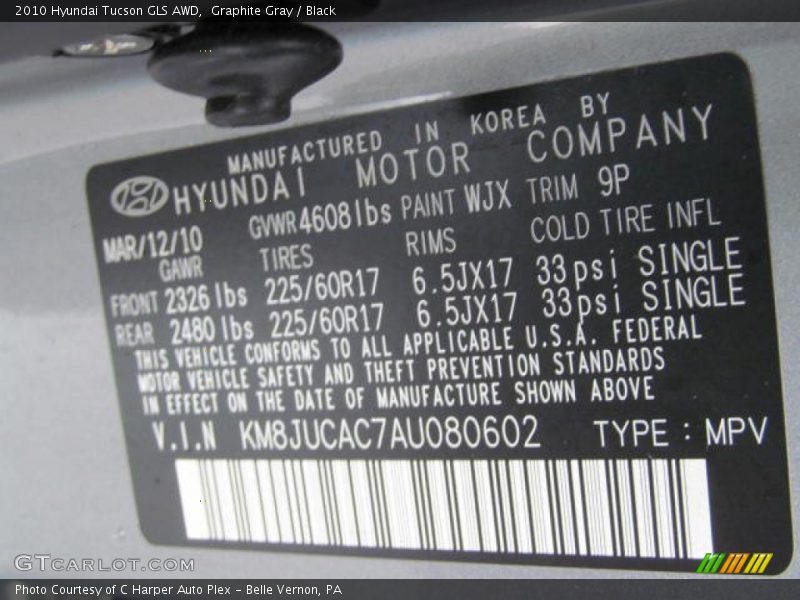 2010 Hyundai Tucson GLS AWD,  Graphite Gray / Black
MANUFACTURED IN KOREA BY
HYUNDAI MOTOR COMPANY
MAR/12/10 GVWR 4608 lbs PAINT WJX TRIM 9P
GAWR TIRES RIMS COLD TIRE INFL
FRONT 2326 lbs 225/60R17 6.5JX17 33psi SINGLE
REAR 2480 lbs 225/60R17 6.5JX17 33psi SINGLE
THIS VEHICLE CONFORMS TO ALL APPLICABLE U.S.A. FEDERAL
MOTOR VEHICLE SAFETY AND THEFT PREVENTION STANDARDS
IN EFFECT ON THE DATE OF MANUFACTURE SHOWN ABOVE
V.I.N KM8JUCAC7AU080602 TYPE : MPV
GTCARLOT.COM
Photo Courtesy of C Harper Auto Plex - Belle Vernon, PA